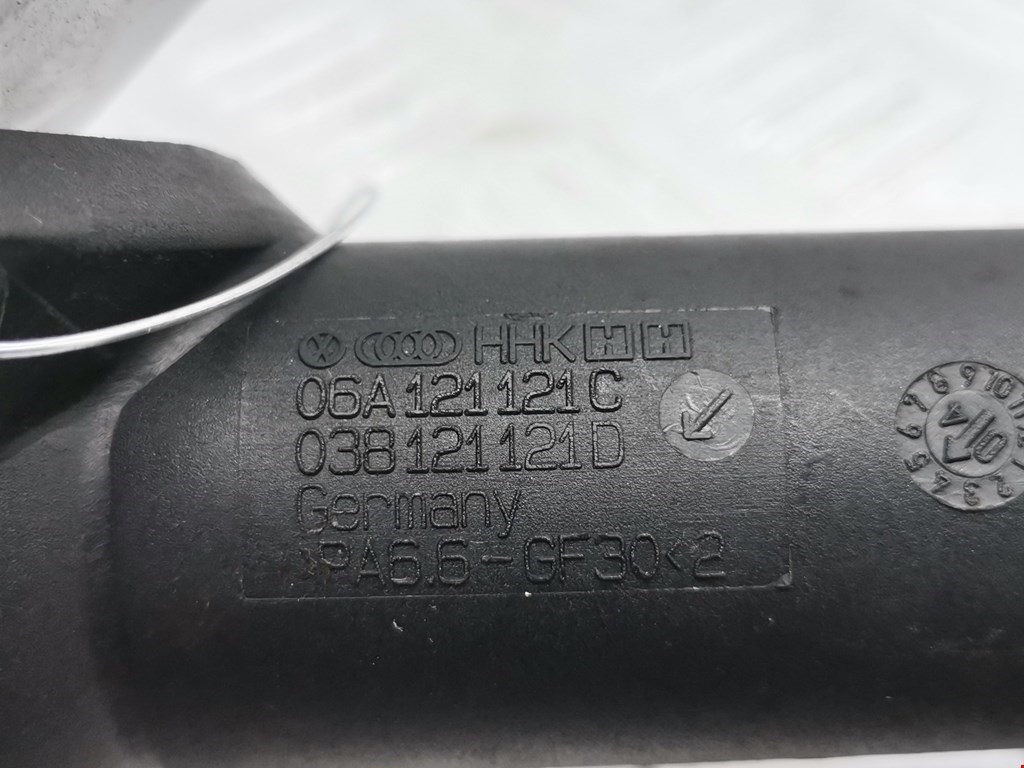 HHK
06A 121 121 C
038 121 121 D
Germany
>PA6.6-GF30<2